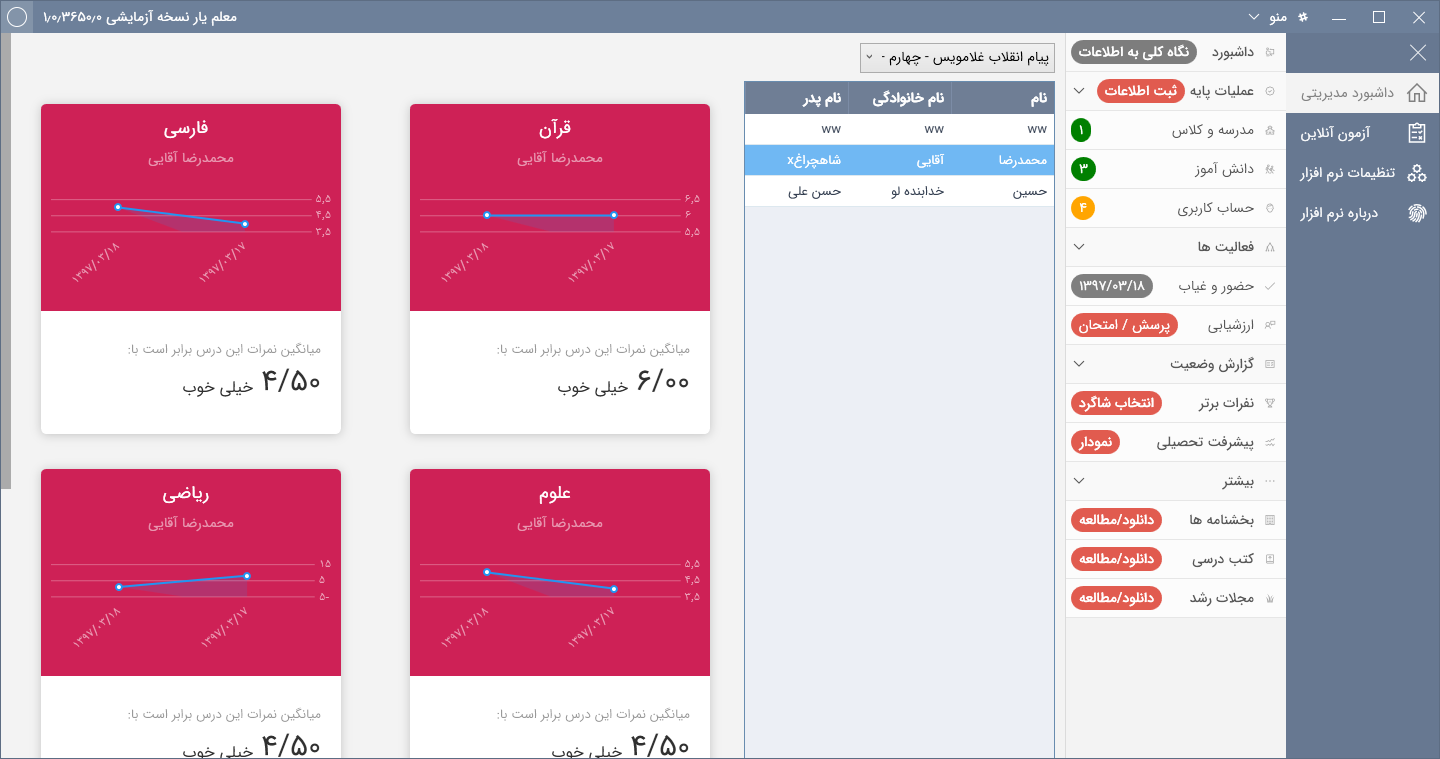 معلم یار نسخه آزمایشی ۱٫۰٫۳۶۵۰٫۰
منو
داشبورد مدیریتی
آزمون آنلاین
تنظیمات نرم افزار
درباره نرم افزار
داشبورد نگاه کلی به اطلاعات
عملیات پایه ثبت اطلاعات
مدرسه و کلاس ۱
دانش آموز ۳
حساب کاربری ۴
فعالیت ها
حضور و غیاب ۱۳۹۷/۰۳/۱۸
ارزشیابی پرسش / امتحان
گزارش وضعیت
نفرات برتر انتخاب شاگرد
پیشرفت تحصیلی نمودار
بیشتر
بخشنامه ها دانلود/مطالعه
کتب درسی دانلود/مطالعه
مجلات رشد دانلود/مطالعه
پیام انقلاب غلامویس - چهارم -
نام نام خانوادگی نام پدر
ww ww ww
محمدرضا آقایی شاهچراغx
حسین خدابنده لو حسن علی
قرآن
محمدرضا آقایی
۶,۵
۶
۵,۵
۱۳۹۷/۰۳/۱۷
۱۳۹۷/۰۳/۱۸
میانگین نمرات این درس برابر است با:
۶/۰۰ خیلی خوب
فارسی
محمدرضا آقایی
۵,۵
۴,۵
۳,۵
۱۳۹۷/۰۳/۱۷
۱۳۹۷/۰۳/۱۸
میانگین نمرات این درس برابر است با:
۴/۵۰ خیلی خوب
علوم
محمدرضا آقایی
۵,۵
۴,۵
۳,۵
۱۳۹۷/۰۳/۱۷
۱۳۹۷/۰۳/۱۸
میانگین نمرات این درس برابر است با:
۴/۵۰ خیلی خوب
ریاضی
محمدرضا آقایی
۱۵
۵
۵-
۱۳۹۷/۰۳/۱۷
۱۳۹۷/۰۳/۱۸
میانگین نمرات این درس برابر است با:
۴/۵۰ خیلی خوب